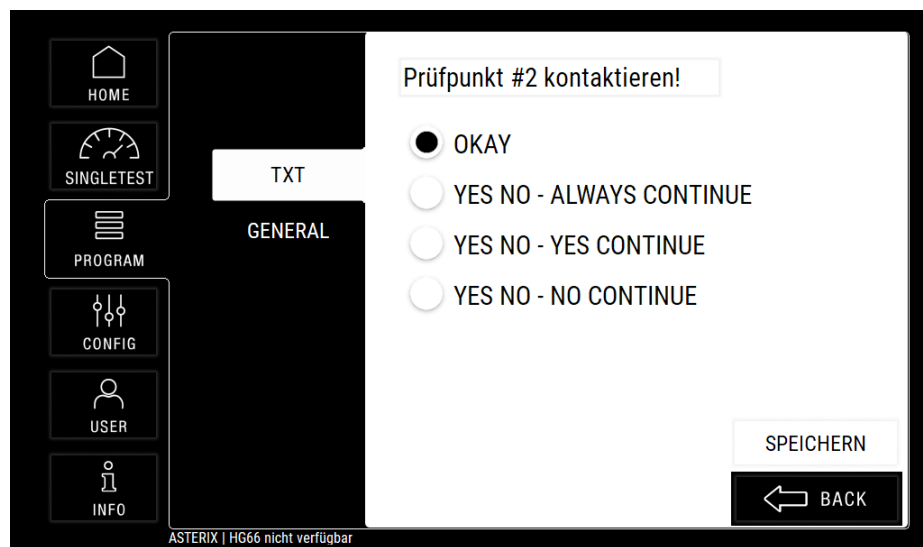 HOME
SINGLETEST
PROGRAM
CONFIG
USER
INFO
TXT
GENERAL
Prüfpunkt #2 kontaktieren!
OKAY
YES NO - ALWAYS CONTINUE
YES NO - YES CONTINUE
YES NO - NO CONTINUE
SPEICHERN
BACK
ASTERIX | HG66 nicht verfügbar